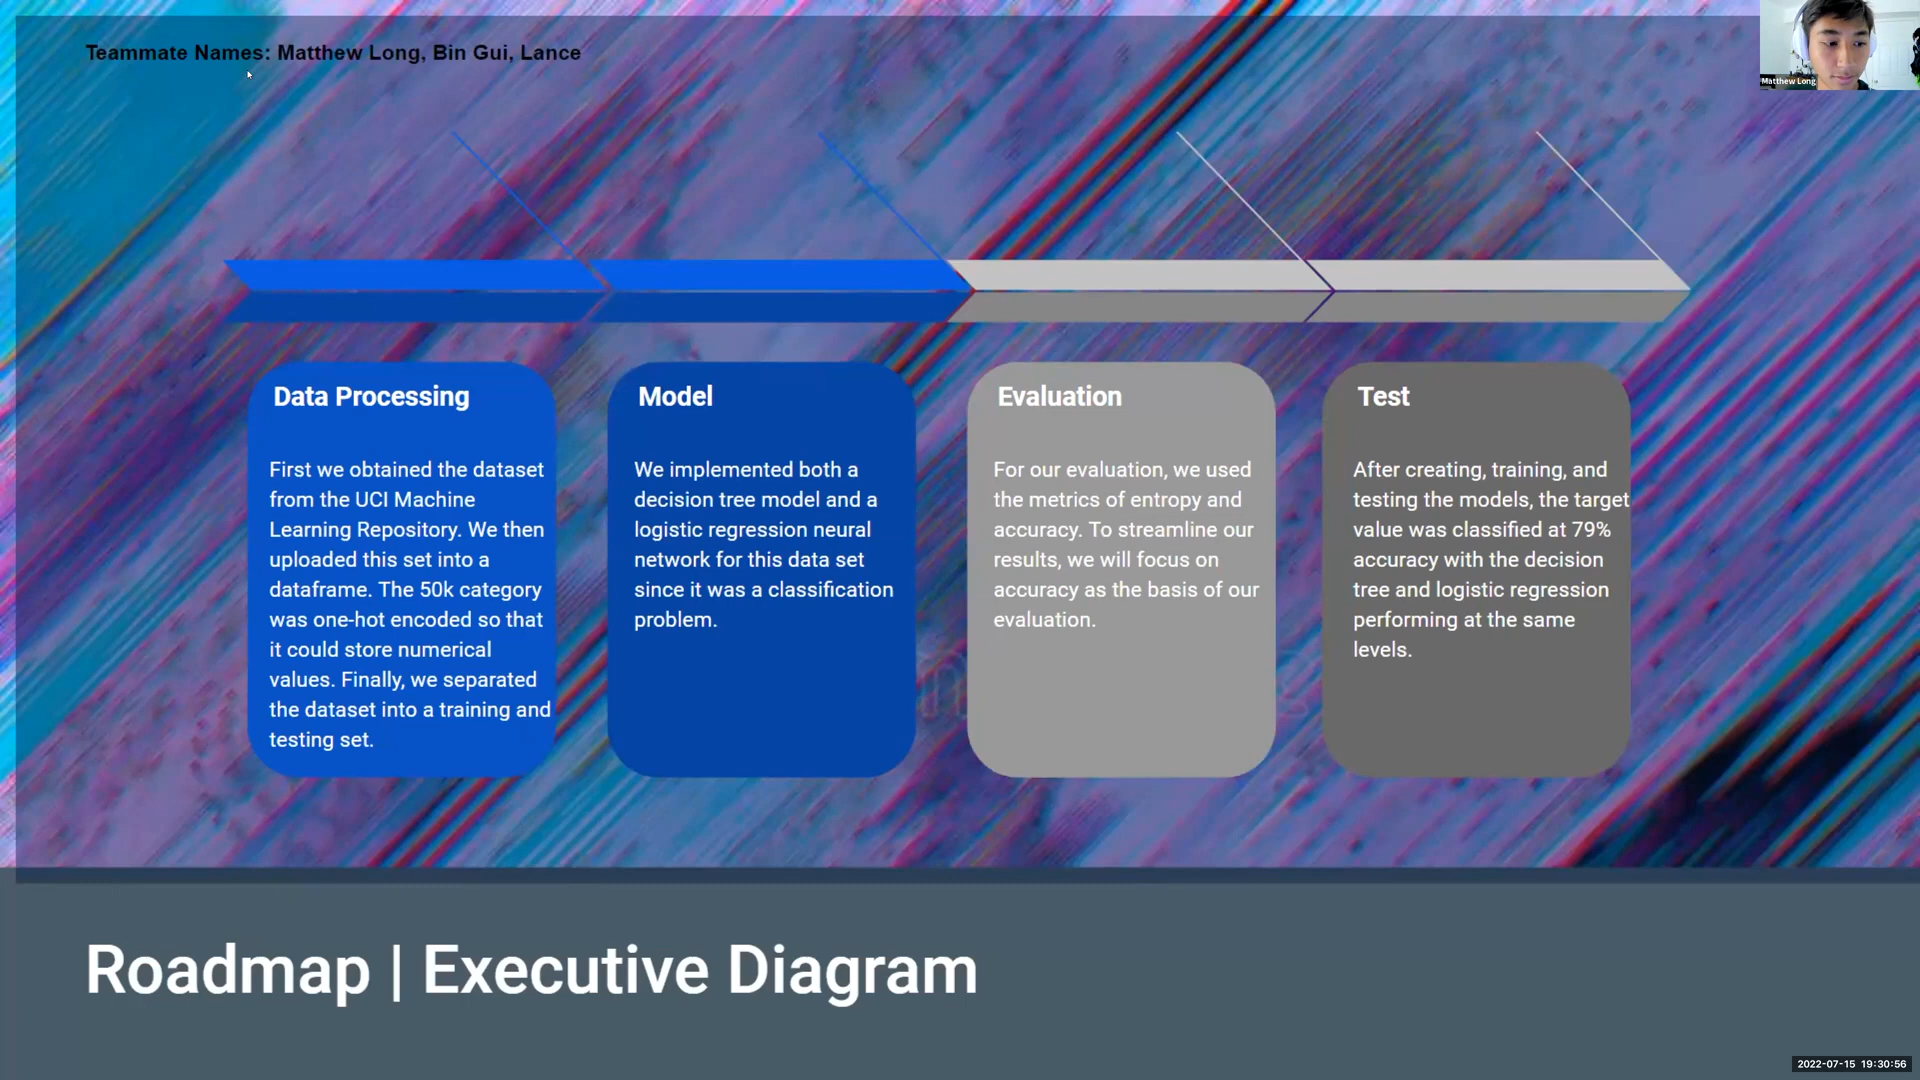 Teammate Names: Matthew Long, Bin Gui, Lance
Matthew Long
Data Processing
First we obtained the dataset
from the UCI Machine
Learning Repository. We then
uploaded this set into a
dataframe. The 50k category
was one-hot encoded so that
it could store numerical
values. Finally, we separated
the dataset into a training and
testing set.
Model
We implemented both a
decision tree model and a
logistic regression neural
network for this data set
since it was a classification
problem.
Evaluation
For our evaluation, we used
the metrics of entropy and
accuracy. To streamline our
results, we will focus on
accuracy as the basis of our
evaluation.
Test
After creating, training, and
testing the models, the target
value was classified at 79%
accuracy with the decision
tree and logistic regression
performing at the same
levels.
Roadmap | Executive Diagram
2022-07-15 19:30:56